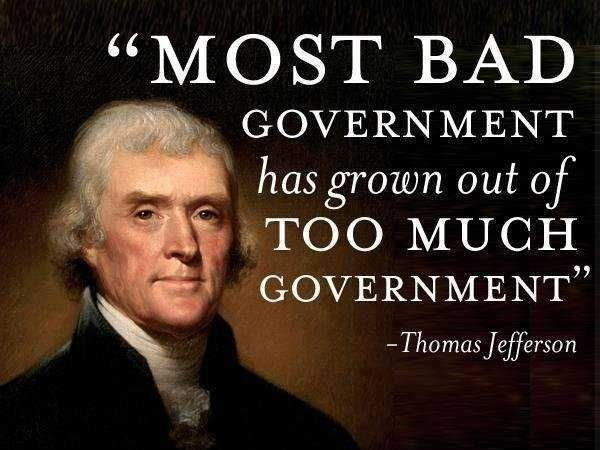 “MOST BAD
GOVERNMENT
has grown out of
TOO MUCH
GOVERNMENT”
–Thomas Jefferson